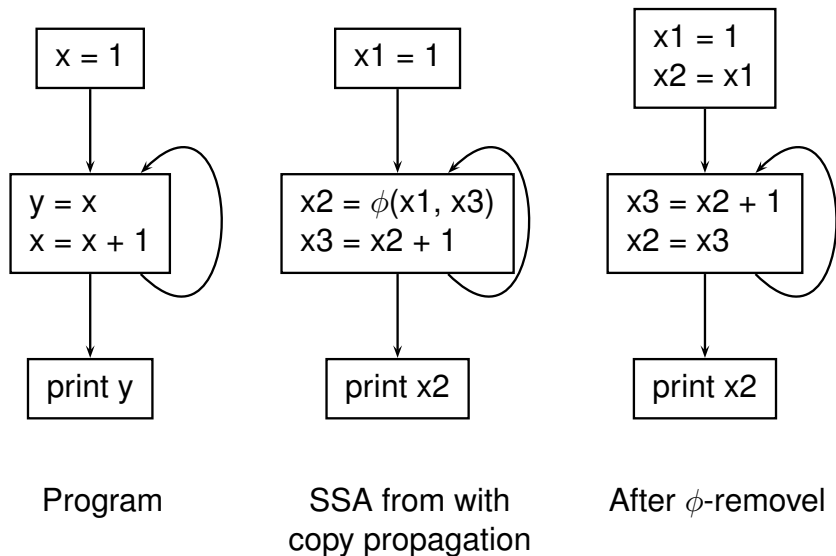 x = 1
y = x
x = x + 1
print y
Program
x1 = 1
x2 = ϕ(x1, x3)
x3 = x2 + 1
print x2
SSA from with
copy propagation
x1 = 1
x2 = x1
x3 = x2 + 1
x2 = x3
print x2
After ϕ-removel